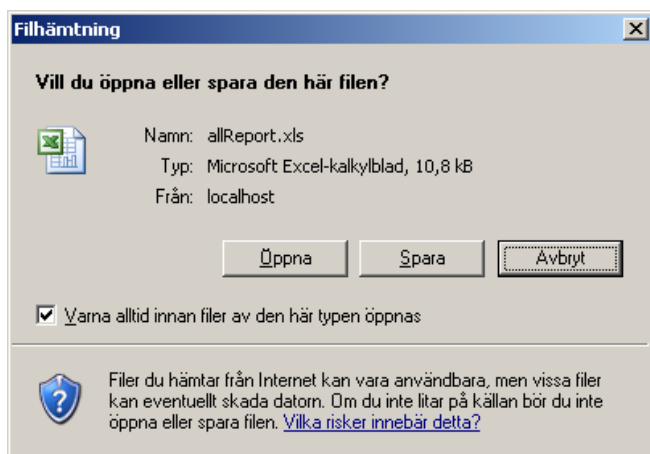 Filhämtning
Vill du öppna eller spara den här filen?
Namn: allReport.xls
Typ: Microsoft Excel-kalkylblad, 10,8 kB
Från: localhost
Öppna Spara Avbryt
Varna alltid innan filer av den här typen öppnas
Filer du hämtar från Internet kan vara användbara, men vissa filer
kan eventuellt skada datorn. Om du inte litar på källan bör du inte
öppna eller spara filen. Vilka risker innebär detta?